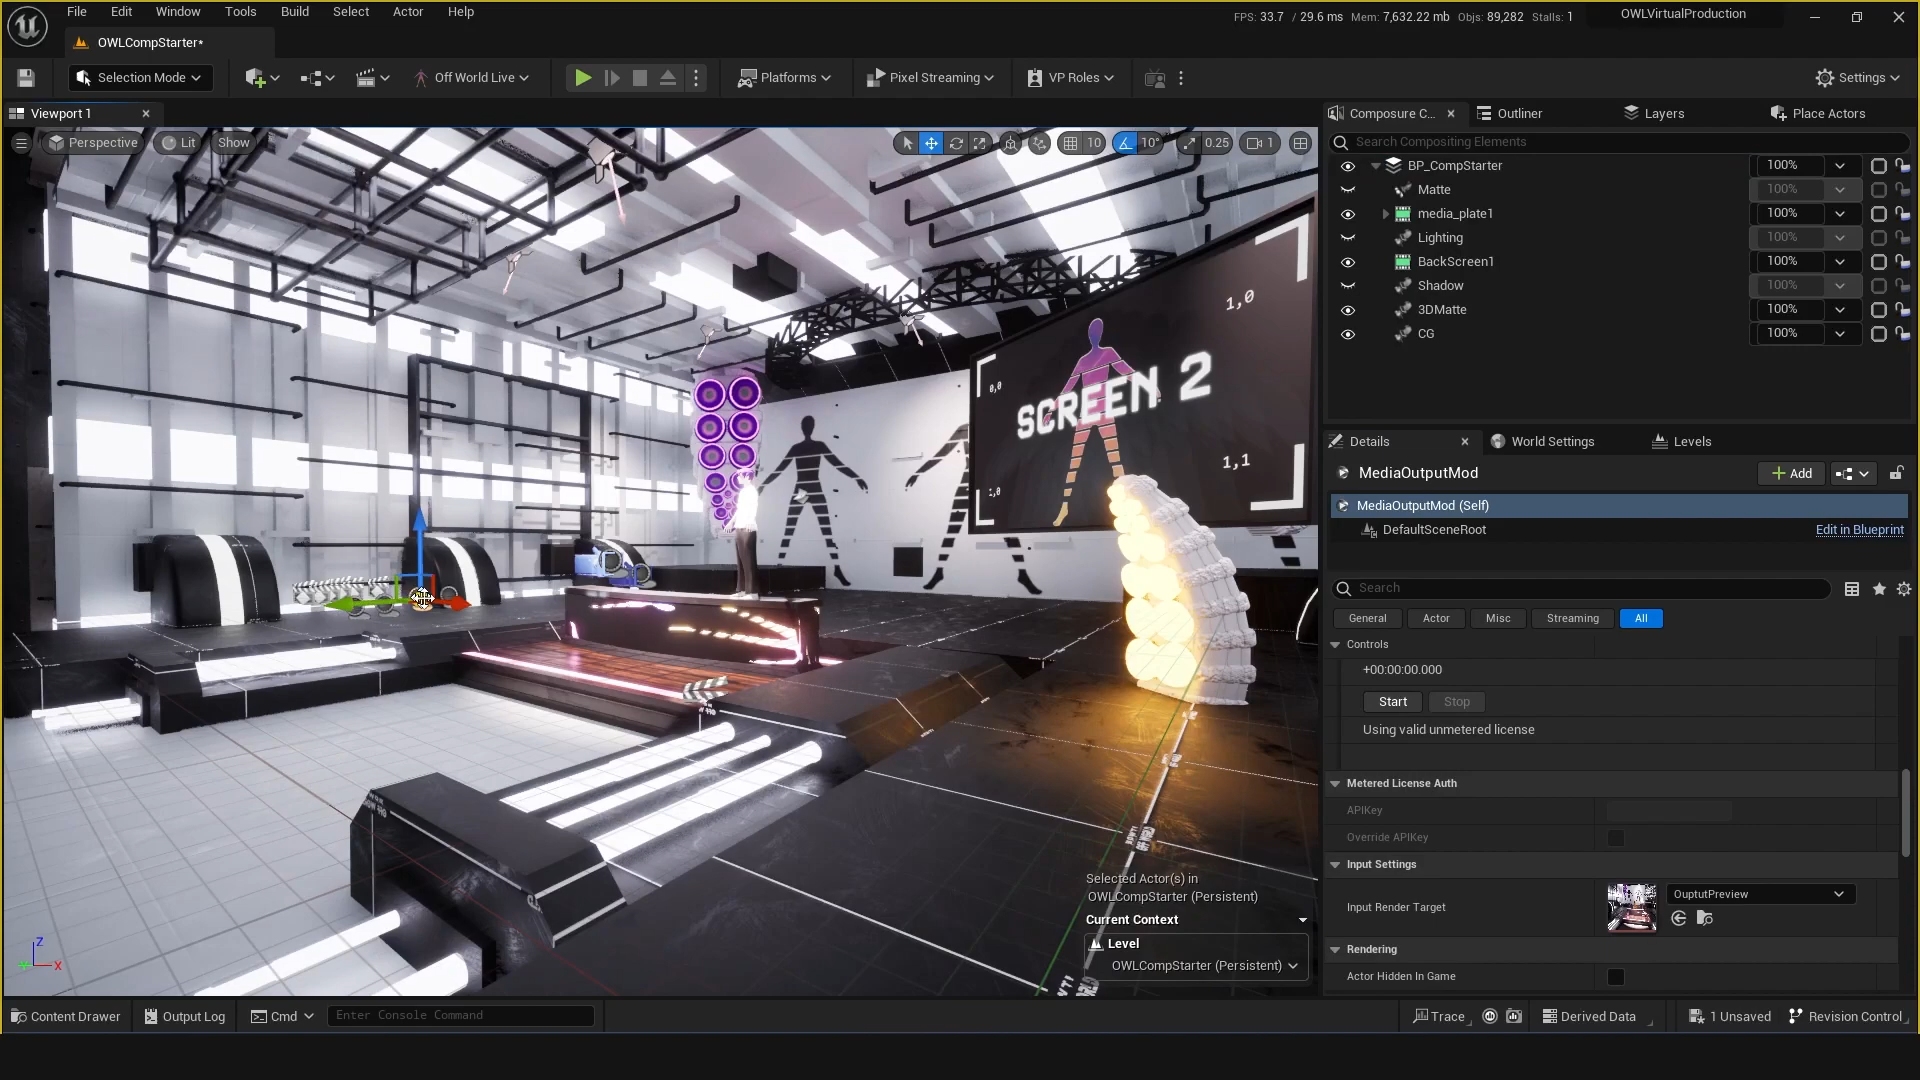 File Edit Window Tools Build Select Actor Help
FPS: 33.7 / 29.6 ms Mem: 7,632.22 mb Objs: 89,282 Stalls: 1
OWLVirtualProduction
OWLCompStarter*
Selection Mode
Off World Live
Platforms
Pixel Streaming
VP Roles
Settings
Viewport 1
Perspective Lit Show
10 10° 0.25 1
Composure C... Outliner Layers Place Actors
Search Compositing Elements
BP_CompStarter 100%
Matte 100%
media_plate1 100%
Lighting 100%
BackScreen1 100%
Shadow 100%
3DMatte 100%
CG 100%
1,0
0,0
SCREEN 2
1,1
Details World Settings Levels
MediaOutputMod
Add
MediaOutputMod (Self)
DefaultSceneRoot Edit in Blueprint
Search
General Actor Misc Streaming All
Controls
+00:00:00.000
Start Stop
Using valid unmetered license
Metered License Auth
APIKey
Override APIKey
Input Settings
Input Render Target OuptutPreview
Rendering
Actor Hidden In Game
Selected Actor(s) in
OWLCompStarter (Persistent)
Current Context
Level
OWLCompStarter (Persistent)
Z
X
Content Drawer Output Log Cmd Enter Console Command
Trace Derived Data 1 Unsaved Revision Control